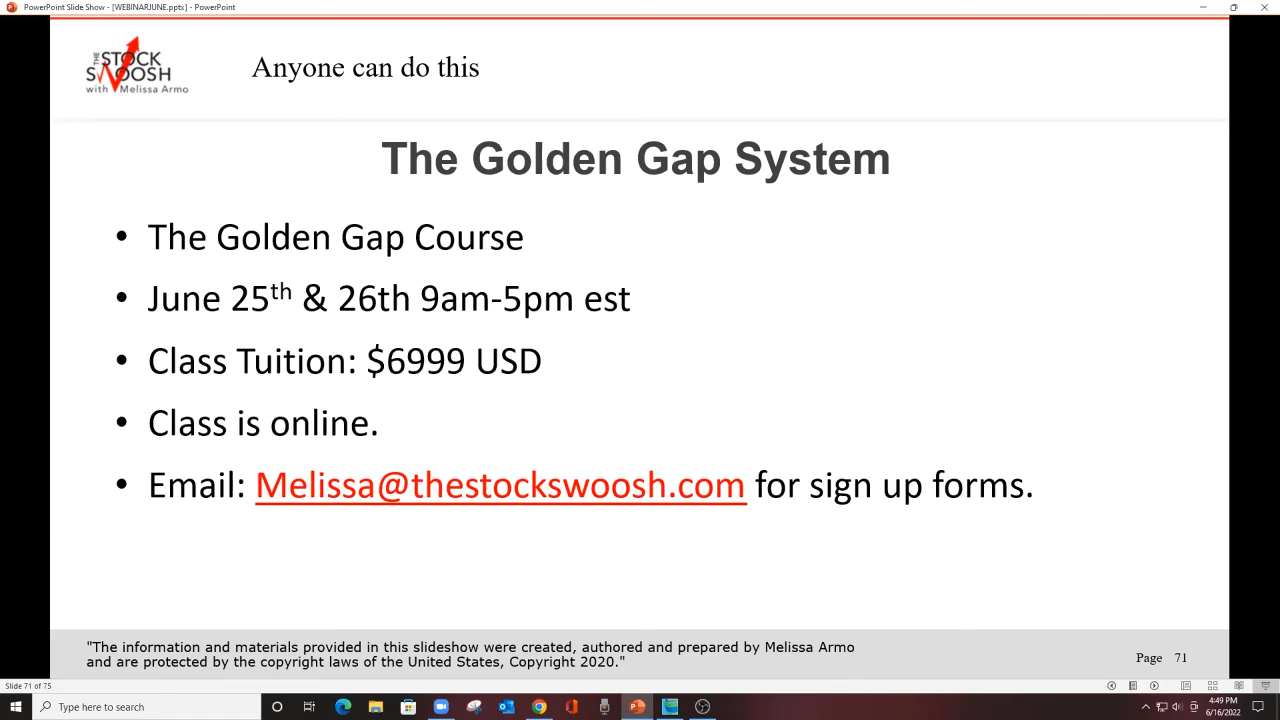 PowerPoint Slide Show - [WEBINARJUNE.pptx] - PowerPoint
THE STOCK
SWOOSH
with Melissa Armo
Anyone can do this
The Golden Gap System
• The Golden Gap Course
• June 25th & 26th 9am-5pm est
• Class Tuition: $6999 USD
• Class is online.
• Email: Melissa@thestockswoosh.com for sign up forms.
"The information and materials provided in this slideshow were created, authored and prepared by Melissa Armo
and are protected by the copyright laws of the United States, Copyright 2020."
Page 71
Slide 71 of 75
Type here to search
4:49 PM
6/16/2022